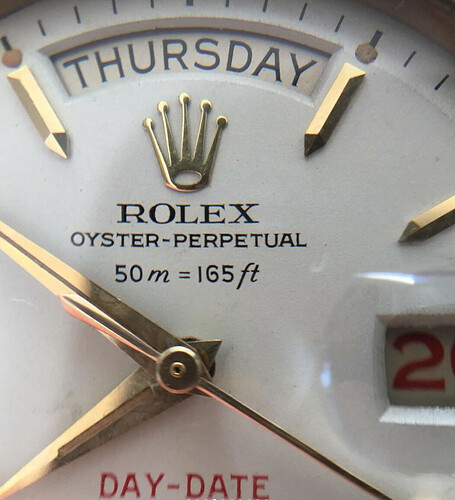 THURSDAY
ROLEX
OYSTER-PERPETUAL
50m = 165ft
DAY-DATE